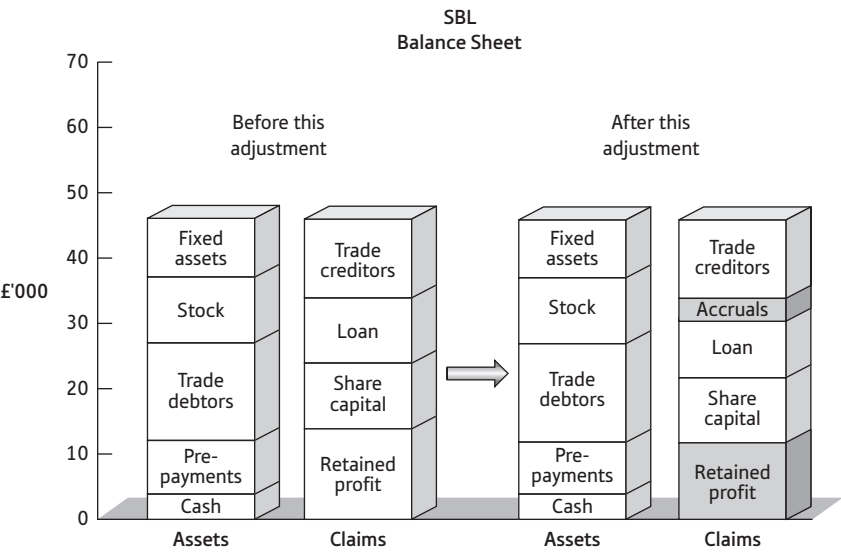 SBL
Balance Sheet
70
60
50
40
30
20
10
0
£'000
Before this
adjustment
After this
adjustment
Fixed
assets
Stock
Trade
debtors
Pre-
payments
Cash
Assets
Trade
creditors
Loan
Share
capital
Retained
profit
Claims
Fixed
assets
Stock
Trade
debtors
Pre-
payments
Cash
Assets
Trade
creditors
Accruals
Loan
Share
capital
Retained
profit
Claims